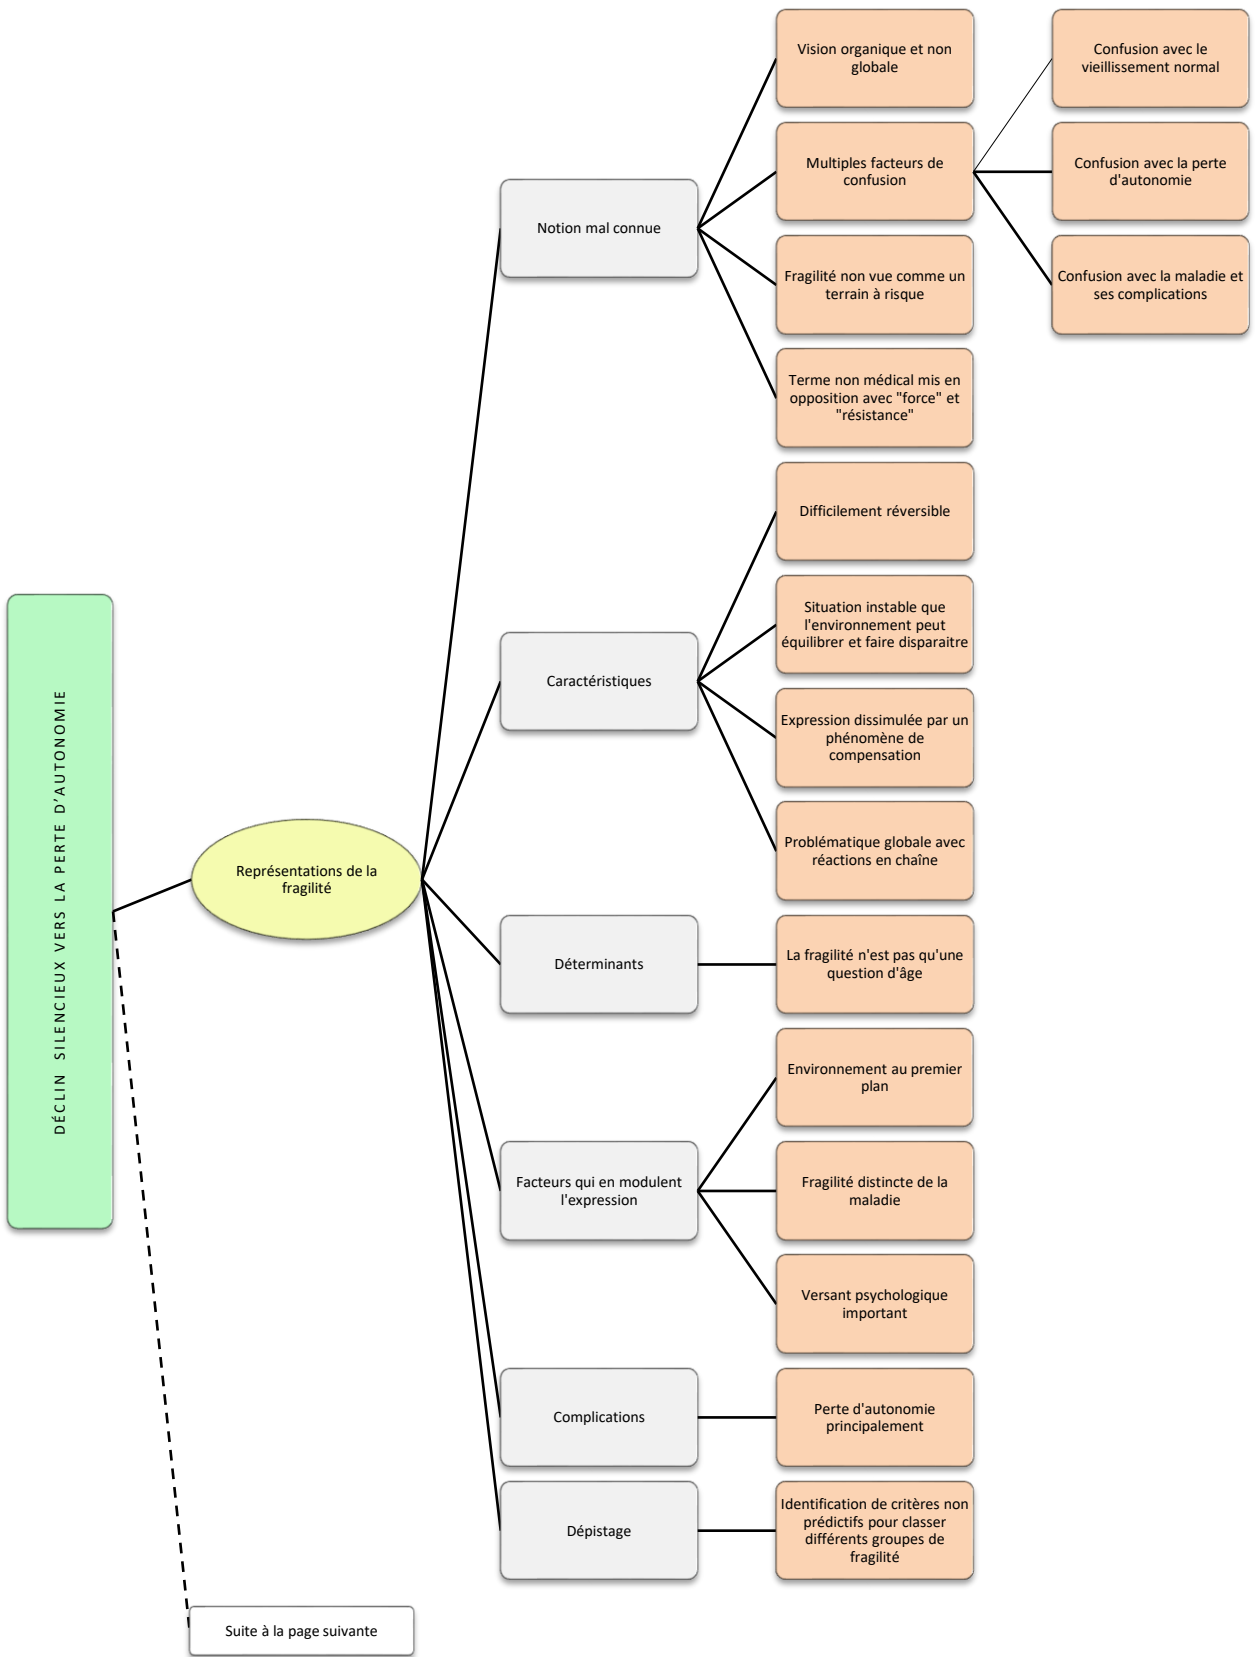 DÉCLIN SILENCIEUX VERS LA PERTE D'AUTONOMIE
Représentations de la
fragilité
Notion mal connue
Vision organique et non
globale
Multiples facteurs de
confusion
Confusion avec le
vieillissement normal
Confusion avec la perte
d'autonomie
Confusion avec la maladie et
ses complications
Fragilité non vue comme un
terrain à risque
Terme non médical mis en
opposition avec "force" et
"résistance"
Caractéristiques
Difficilement réversible
Situation instable que
l'environnement peut
équilibrer et faire disparaitre
Expression dissimulée par un
phénomène de
compensation
Problématique globale avec
réactions en chaîne
Déterminants
La fragilité n'est pas qu'une
question d'âge
Facteurs qui en modulent
l'expression
Environnement au premier
plan
Fragilité distincte de la
maladie
Versant psychologique
important
Complications
Perte d'autonomie
principalement
Dépistage
Identification de critères non
prédictifs pour classer
différents groupes de
fragilité
Suite à la page suivante